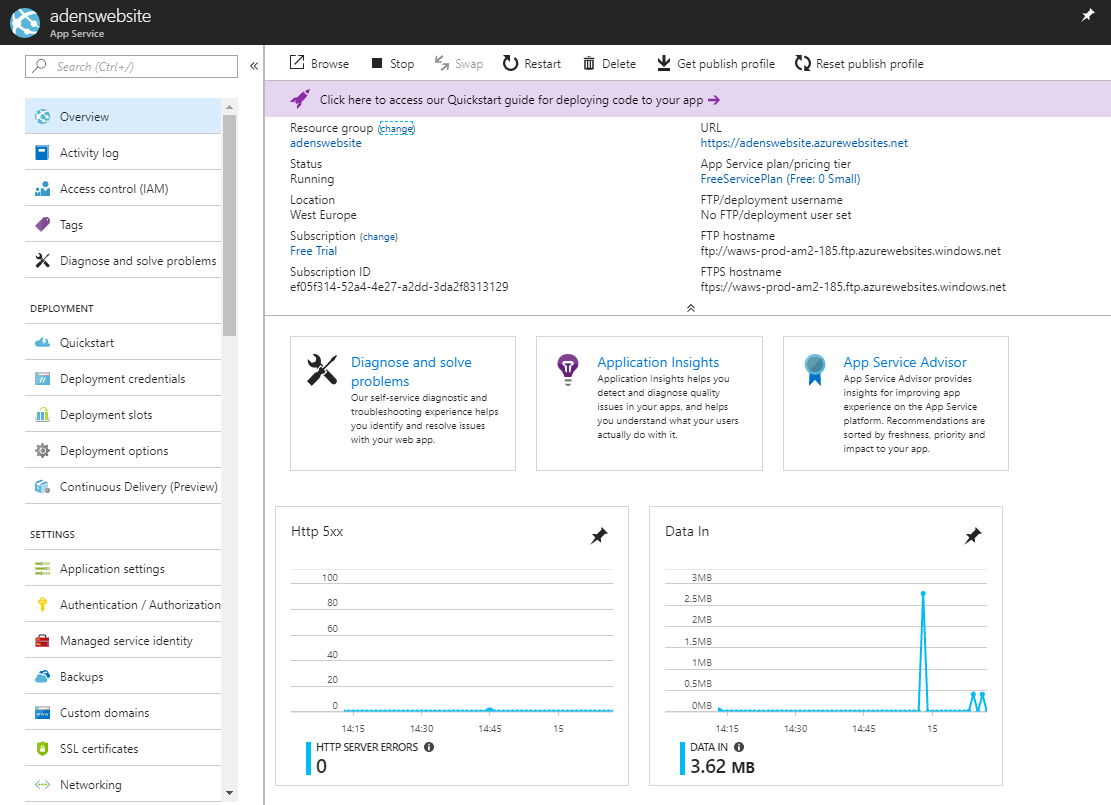 adenswebsite
App Service
Search (Ctrl+/)
Overview
Activity log
Access control (IAM)
Tags
Diagnose and solve problems
DEPLOYMENT
Quickstart
Deployment credentials
Deployment slots
Deployment options
Continuous Delivery (Preview)
SETTINGS
Application settings
Authentication / Authorization
Managed service identity
Backups
Custom domains
SSL certificates
Networking
Browse Stop Swap Restart Delete Get publish profile Reset publish profile
Click here to access our Quickstart guide for deploying code to your app
Resource group (change)
adenswebsite
Status
Running
Location
West Europe
Subscription (change)
Free Trial
Subscription ID
ef05f314-52a4-4e27-a2dd-3da2f8313129
URL
https://adenswebsite.azurewebsites.net
App Service plan/pricing tier
FreeServicePlan (Free: 0 Small)
FTP/deployment username
No FTP/deployment user set
FTP hostname
ftp://waws-prod-am2-185.ftp.azurewebsites.windows.net
FTPS hostname
ftps://waws-prod-am2-185.ftp.azurewebsites.windows.net
Diagnose and solve
problems
Our self-service diagnostic and
troubleshooting experience helps
you identify and resolve issues
with your web app.
Application Insights
Application Insights helps you
detect and diagnose quality
issues in your apps, and helps
you understand what your users
actually do with it.
App Service Advisor
App Service Advisor provides
insights for improving app
experience on the App Service
platform. Recommendations are
sorted by freshness, priority and
impact to your app.
Http 5xx
100
80
60
40
20
0
14:15 14:30 14:45 15
HTTP SERVER ERRORS
0
Data In
3MB
2.5MB
2MB
1.5MB
1MB
0.5MB
0MB
14:15 14:30 14:45 15
DATA IN
3.62 MB